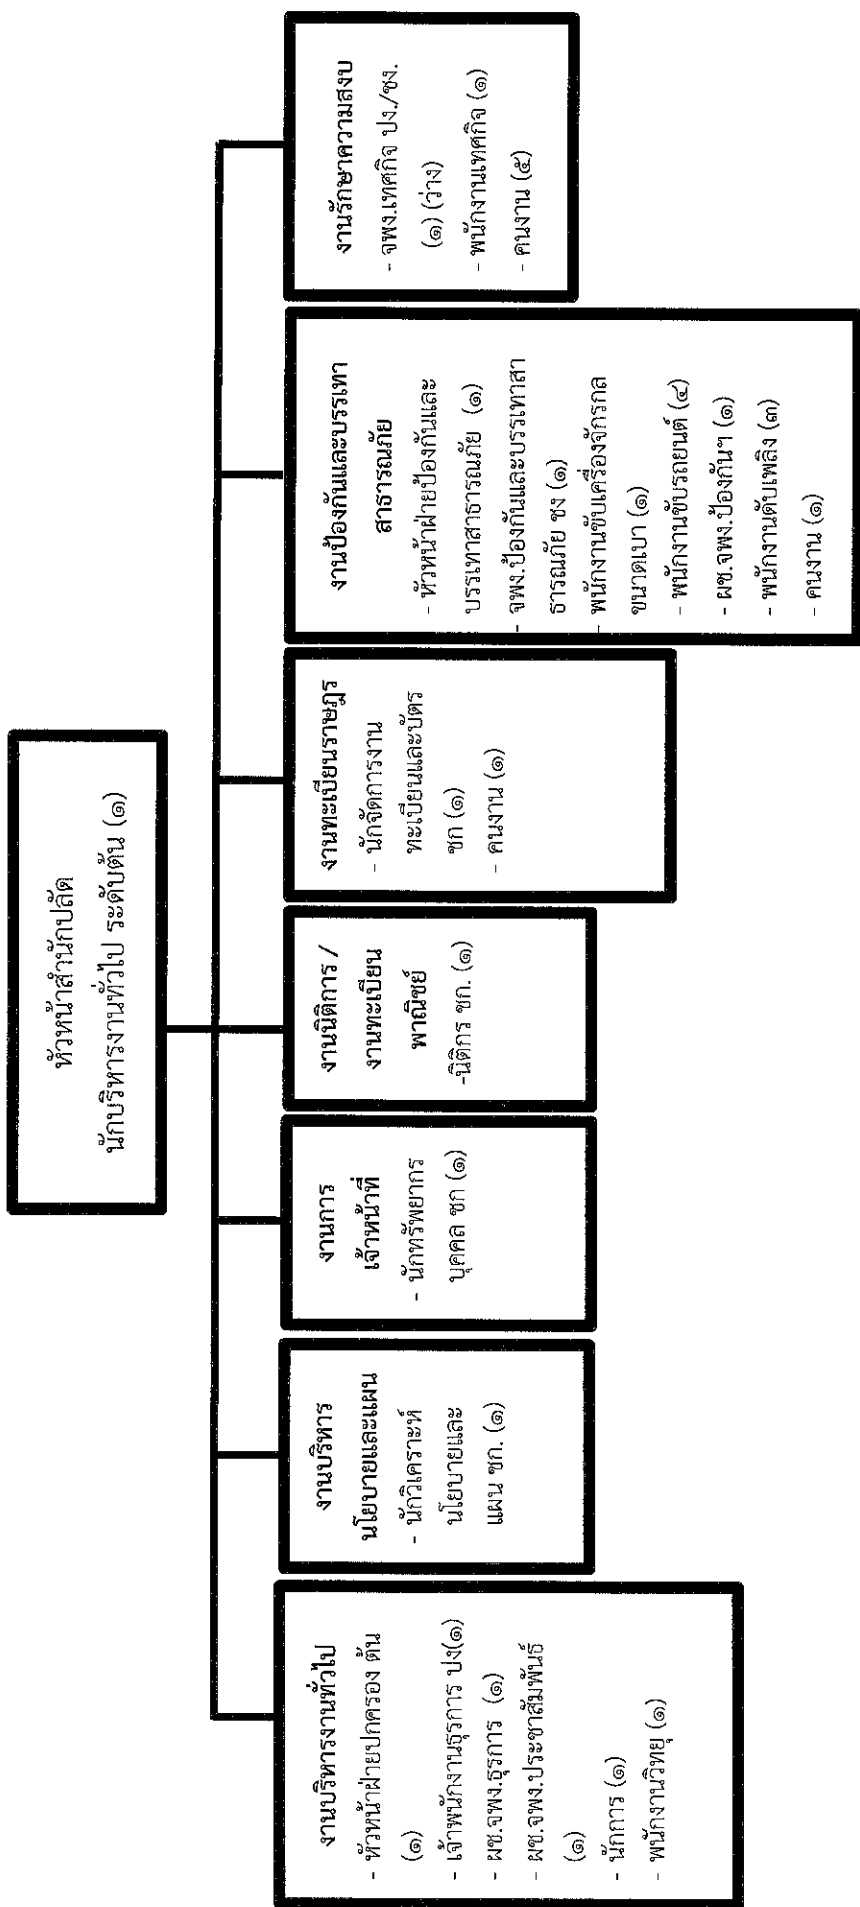 หัวหน้าสำนักปลัด
นักบริหารงานทั่วไป ระดับต้น (๑)
งานบริหารงานทั่วไป
- หัวหน้าฝ่ายปกครอง ต้น
(๑)
- เจ้าพนักงานธุรการ ปง(๑)
- ผช.จพง.ธุรการ (๑)
- ผช.จพง.ประชาสัมพันธ์
(๑)
- นักการ (๑)
- พนักงานวิทยุ (๑)
งานบริหาร
นโยบายและแผน
- นักวิเคราะห์
นโยบายและ
แผน ชก. (๑)
งานการ
เจ้าหน้าที่
- นักทรัพยากร
บุคคล ชก (๑)
งานนิติการ /
งานทะเบียน
พาณิชย์
-นิติกร ชก. (๑)
งานทะเบียนราษฎร
- นักจัดการงาน
ทะเบียนและบัตร
ชก (๑)
- คนงาน (๑)
งานป้องกันและบรรเทา
สาธารณภัย
- หัวหน้าฝ่ายป้องกันและ
บรรเทาสาธารณภัย (๑)
- จพง.ป้องกันและบรรเทาสา
ธารณภัย ชง (๑)
- พนักงานขับเครื่องจักรกล
ขนาดเบา (๑)
- พนักงานขับรถยนต์ (๔)
- ผช.จพง.ป้องกันฯ (๑)
- พนักงานดับเพลิง (๓)
- คนงาน (๑)
งานรักษาความสงบ
- จพง.เทศกิจ ปง./ชง.
(๑) (ว่าง)
- พนักงานเทศกิจ (๑)
- คนงาน (๕)